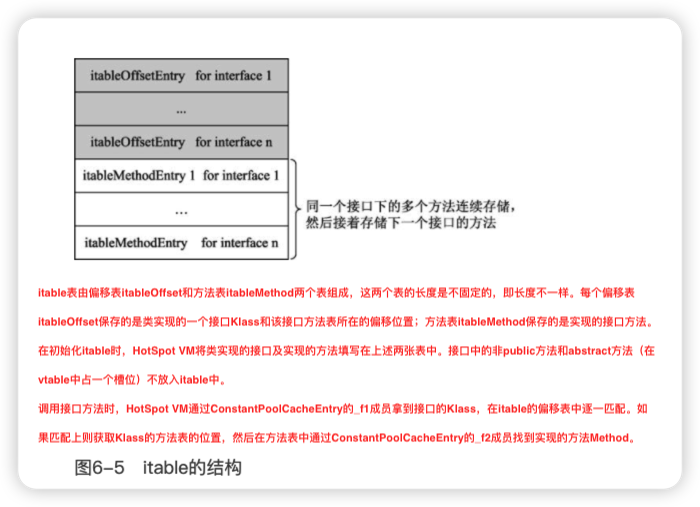 itableOffsetEntry for interface 1
...
itableOffsetEntry for interface n
itableMethodEntry 1 for interface 1
...
itableMethodEntry for interface n
同一个接口下的多个方法连续存储,
然后接着存储下一个接口的方法
itable表由偏移表itableOffset和方法表itableMethod两个表组成，这两个表的长度是不固定的，即长度不一样。每个偏移表
itableOffset保存的是类实现的一个接口Klass和该接口方法表所在的偏移位置；方法表itableMethod保存的是实现的接口方法。
在初始化itable时，HotSpot VM将类实现的接口及实现的方法填写在上述两张表中。接口中的非public方法和abstract方法（在
vtable中占一个槽位）不放入itable中。
调用接口方法时，HotSpot VM通过ConstantPoolCacheEntry的_f1成员拿到接口的Klass，在itable的偏移表中逐一匹配。如
果匹配上则获取Klass的方法表的位置，然后在方法表中通过ConstantPoolCacheEntry的_f2成员找到实现的方法Method。
图6-5 itable的结构